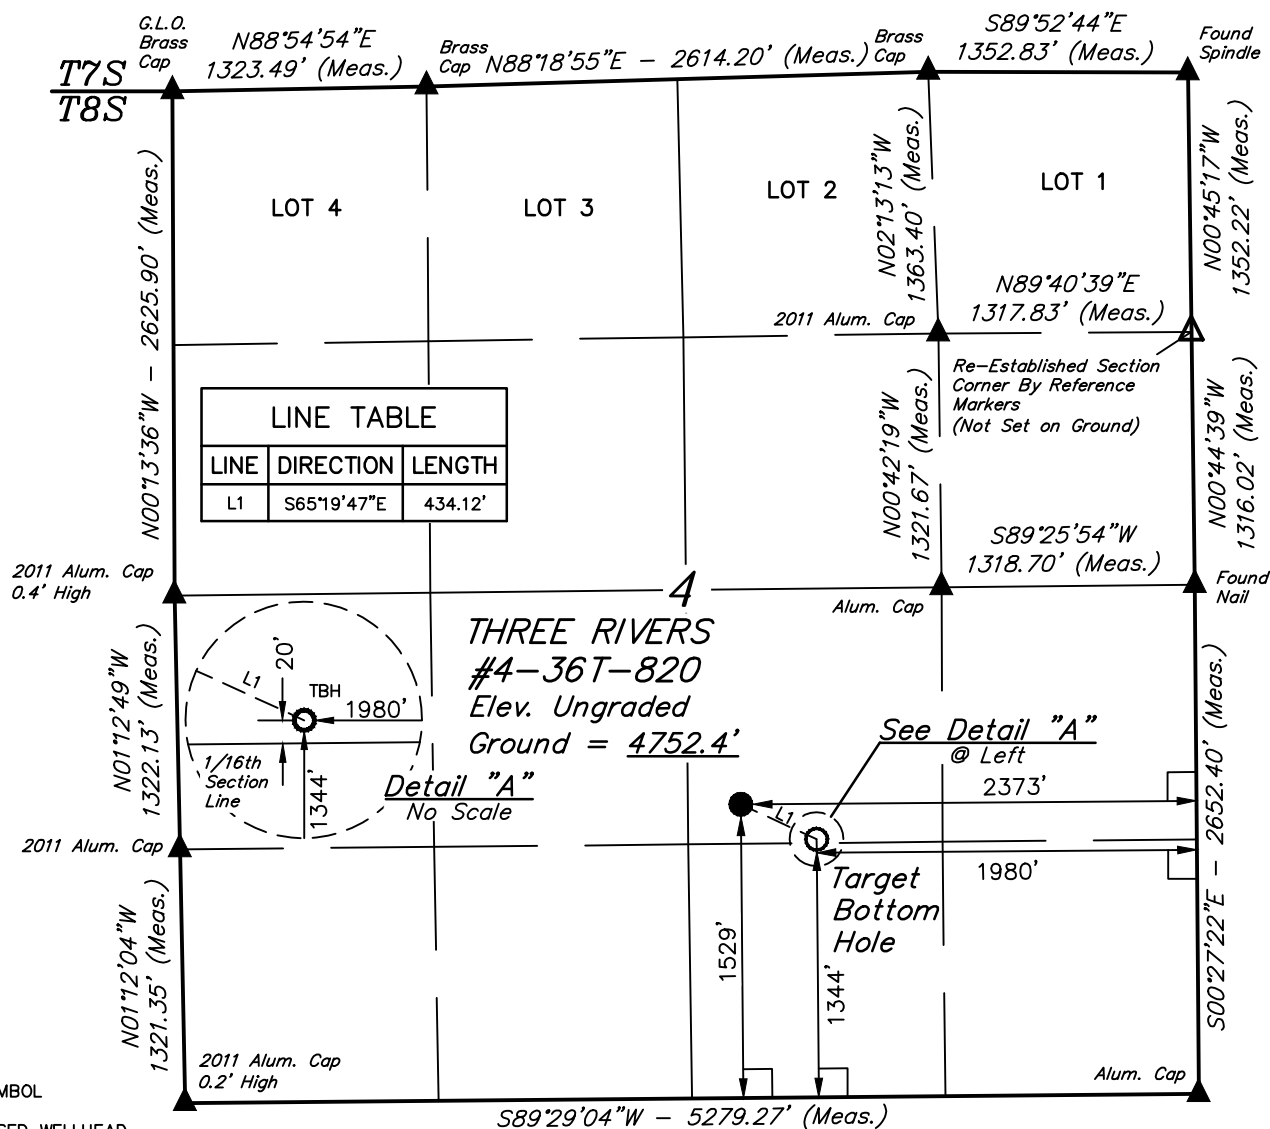 G.L.O.
Brass
Cap
N88°54'54"E
1323.49' (Meas.)
Brass
Cap
N88°18'55"E - 2614.20' (Meas.)
Brass
Cap
S89°52'44"E
1352.83' (Meas.)
Found
Spindle
T7S
T8S
N00°13'36"W - 2625.90' (Meas.)
LOT 4
LOT 3
LOT 2
LOT 1
N02°13'13"W
1363.40' (Meas.)
N00°45'17"W
1352.22' (Meas.)
N89°40'39"E
1317.83' (Meas.)
2011 Alum. Cap
Re-Established Section
Corner By Reference
Markers
(Not Set on Ground)
LINE TABLE
LINE DIRECTION LENGTH
L1 S65°19'47"E 434.12'
N00°42'19"W
1321.67' (Meas.)
N00°44'39"W
1316.02' (Meas.)
S89°25'54"W
1318.70' (Meas.)
2011 Alum. Cap
0.4' High
4
Alum. Cap
Found
Nail
THREE RIVERS
#4-36T-820
Elev. Ungraded
Ground = 4752.4'
N01°12'49"W
1322.13' (Meas.)
L1
20'
TBH
1980'
1/16th
Section
Line
1344'
Detail "A"
No Scale
See Detail "A"
@ Left
2373'
L1
1980'
S00°27'22"E - 2652.40' (Meas.)
2011 Alum. Cap
Target
Bottom
Hole
1529'
1344'
N01°12'04"W
1321.35' (Meas.)
2011 Alum. Cap
0.2' High
Alum. Cap
S89°29'04"W - 5279.27' (Meas.)
MBOL